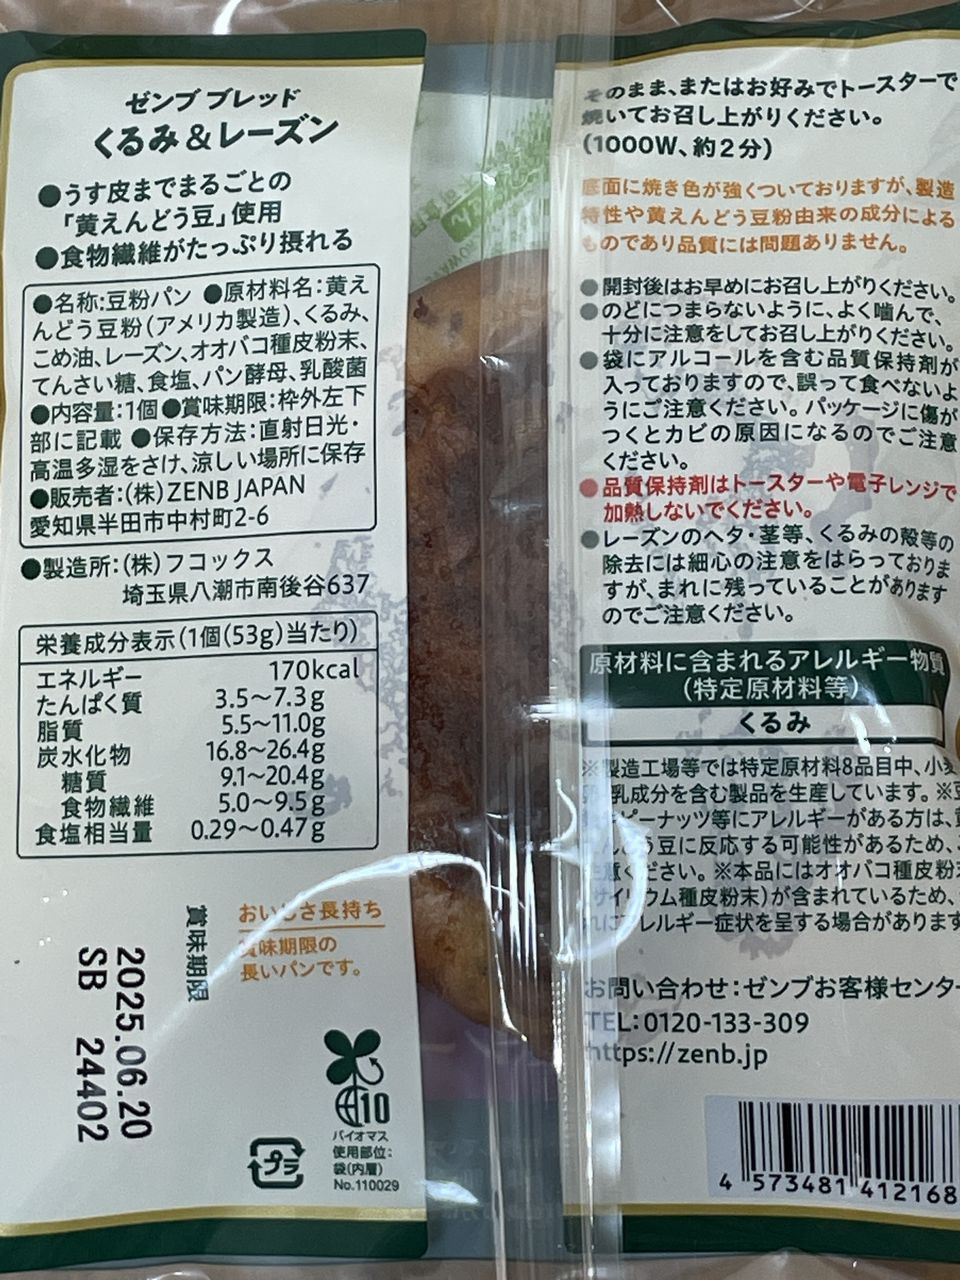 ゼンブ ブレッド
くるみ&レーズン
●うす皮までまるごとの
「黄えんどう豆」使用
●食物繊維がたっぷり摂れる
●名称:豆粉パン ●原材料名:黄え
んどう豆粉(アメリカ製造)、くるみ、
こめ油、レーズン、オオバコ種皮粉末、
てんさい糖、食塩、パン酵母、乳酸菌
●内容量:1個●賞味期限:枠外左下
部に記載 ●保存方法:直射日光・
高温多湿をさけ、涼しい場所に保存
●販売者:(株)ZENB JAPAN
愛知県半田市中村町2-6
●製造所:(株)フコックス
埼玉県八潮市南後谷637
栄養成分表示(1個(53g)当たり)
エネルギー 170kcal
たんぱく質 3.5〜7.3g
脂質 5.5〜11.0g
炭水化物 16.8〜26.4g
糖質 9.1〜20.4g
食物繊維 5.0〜9.5g
食塩相当量 0.29〜0.47g
賞味期限
2025.06.20
SB 24402
おいしさ長持ち
賞味期限の
長いパンです。
10
バイオマス
使用部位:
袋(内層)
No.110029
プラ
そのまま、またはお好みでトースターで
焼いてお召し上がりください。
(1000W、約2分)
底面に焼き色が強くついておりますが、製造
特性や黄えんどう豆粉由来の成分による
ものであり品質には問題ありません。
●開封後はお早めにお召し上がりください。
●のどにつまらないように、よく噛んで、
十分に注意をしてお召し上がりください。
●袋にアルコールを含む品質保持剤が
入っておりますので、誤って食べないよ
うにご注意ください。パッケージに傷が
つくとカビの原因になるのでご注意
ください。
●品質保持剤はトースターや電子レンジで
加熱しないでください。
●レーズンのヘタ・茎等、くるみの殻等の
除去には細心の注意をはらっておりま
すが、まれに残っていることがあります
のでご注意ください。
原材料に含まれるアレルギー物質
(特定原材料等)
くるみ
※製造工場等では特定原材料8品目中、小麦
乳成分を含む製品を生産しています。※
ピーナッツ等にアレルギーがある方は、
豆に反応する可能性があるため、
ください。※本品にはオオバコ種皮粉
サイリウム種皮粉末)が含まれているため、
アレルギー症状を呈する場合があります
お問い合わせ:ゼンブお客様センター
TEL:0120-133-309
https://zenb.jp
4 573481 412168